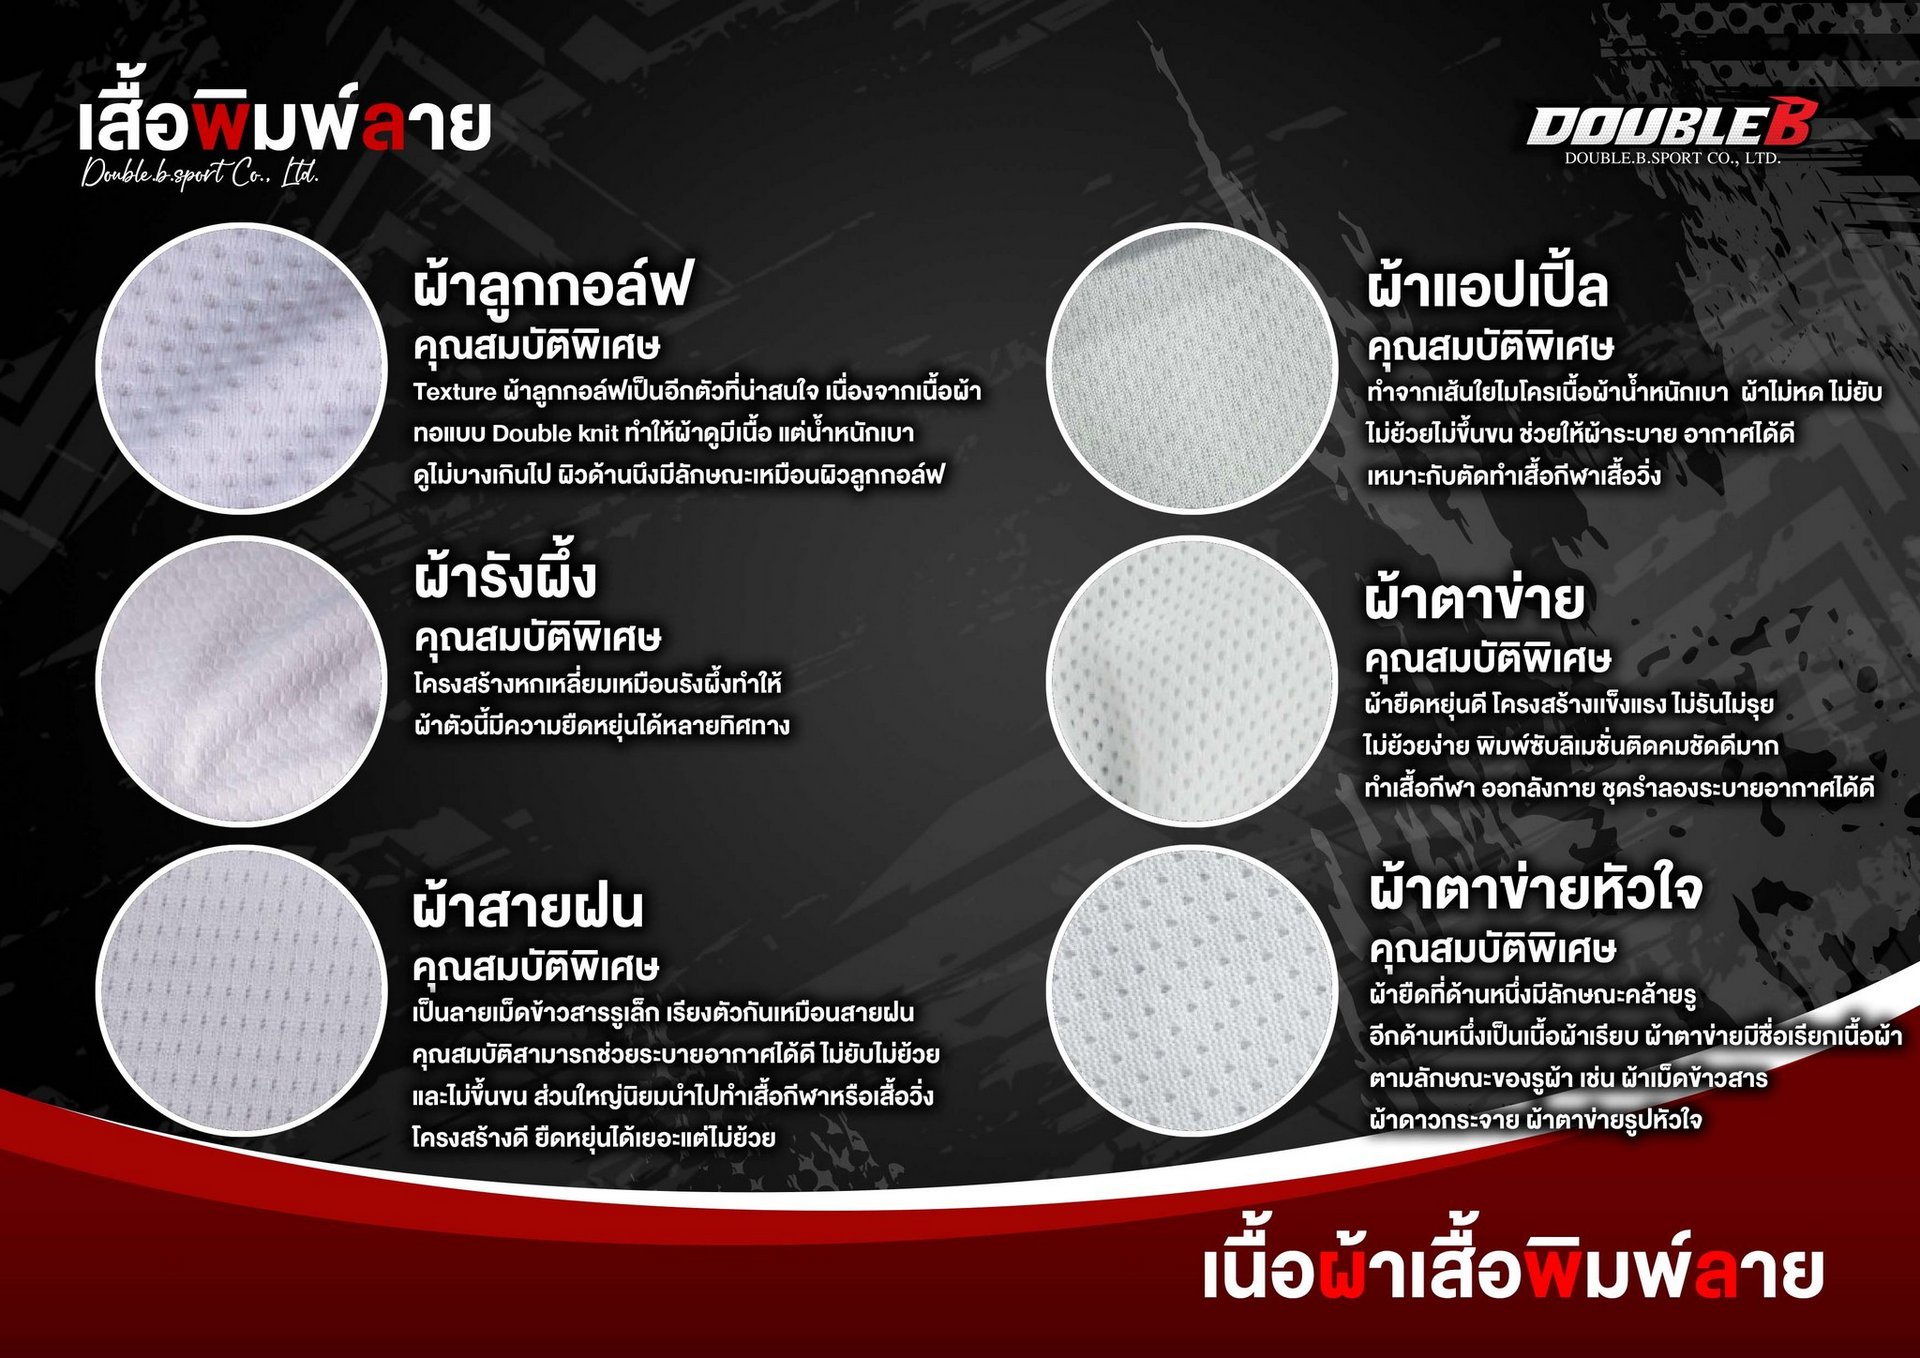 เสื้อพิมพ์ลาย
Double.b.sport Co., Ltd.
DOUBLEB
DOUBLE.B.SPORT CO., LTD.
ผ้าลูกกอล์ฟ
คุณสมบัติพิเศษ
Texture ผ้าลูกกอล์ฟเป็นอีกตัวที่น่าสนใจ เนื่องจากเนื้อผ้า
ทอแบบ Double knit ทำให้ผ้าดูมีเนื้อ แต่น้ำหนักเบา
ดูไม่บางเกินไป ผิวด้านนึงมีลักษณะเหมือนผิวลูกกอล์ฟ
ผ้ารังผึ้ง
คุณสมบัติพิเศษ
โครงสร้างหกเหลี่ยมเหมือนรังผึ้งทำให้
ผ้าตัวนี้มีความยืดหยุ่นได้หลายทิศทาง
ผ้าสายฝน
คุณสมบัติพิเศษ
เป็นลายเม็ดข้าวสารรูเล็ก เรียงตัวกันเหมือนสายฝน
คุณสมบัติสามารถช่วยระบายอากาศได้ดี ไม่ยับไม่ย้วย
และไม่ขึ้นขน ส่วนใหญ่นิยมนำไปทำเสื้อกีฬาหรือเสื้อวิ่ง
โครงสร้างดี ยืดหยุ่นได้เยอะแต่ไม่ย้วย
ผ้าแอปเปิ้ล
คุณสมบัติพิเศษ
ทำจากเส้นใยไมโครเนื้อผ้าน้ำหนักเบา ผ้าไม่หด ไม่ยับ
ไม่ย้วยไม่ขึ้นขน ช่วยให้ผ้าระบาย อากาศได้ดี
เหมาะกับตัดทำเสื้อกีฬาเสื้อวิ่ง
ผ้าตาข่าย
คุณสมบัติพิเศษ
ผ้ายืดหยุ่นดี โครงสร้างแข็งแรง ไม่รันไม่รุย
ไม่ย้วยง่าย พิมพ์ซับลิเมชั่นติดคมชัดดีมาก
ทำเสื้อกีฬา ออกลังกาย ชุดรำลองระบายอากาศได้ดี
ผ้าตาข่ายหัวใจ
คุณสมบัติพิเศษ
ผ้ายืดที่ด้านหนึ่งมีลักษณะคล้ายรู
อีกด้านหนึ่งเป็นเนื้อผ้าเรียบ ผ้าตาข่ายมีชื่อเรียกเนื้อผ้า
ตามลักษณะของรูผ้า เช่น ผ้าเม็ดข้าวสาร
ผ้าดาวกระจาย ผ้าตาข่ายรูปหัวใจ
เนื้อผ้าเสื้อพิมพ์ลาย